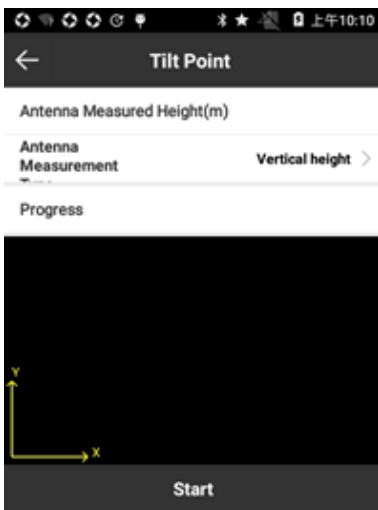 上午10:10
Tilt Point
Antenna Measured Height(m)
Antenna
Measurement
Vertical height
Progress
Y
X
Start